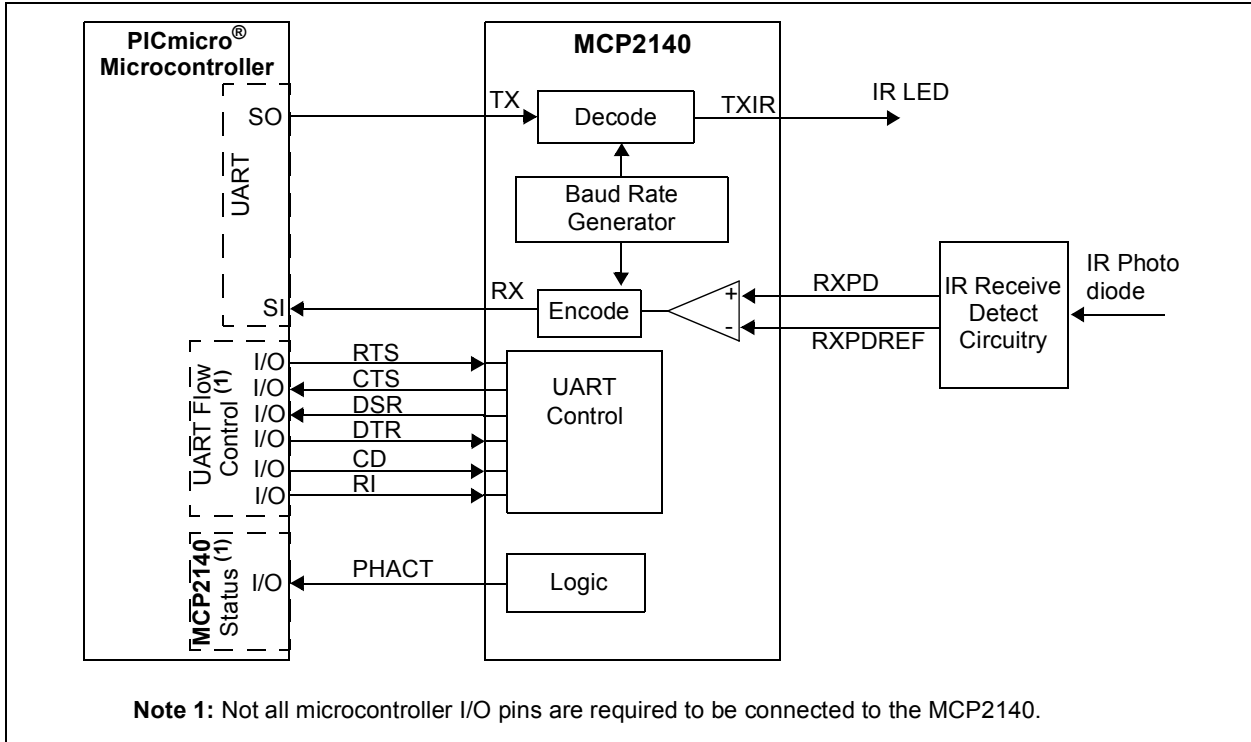 PICmicro®
Microcontroller
MCP2140
UART
SO
TX
Decode
TXIR
IR LED
Baud Rate
Generator
SI
RX
Encode
+
-
RXPD
RXPDREF
IR Receive
Detect
Circuitry
IR Photo
diode
UART Flow
Control (1)
I/O
RTS
I/O
CTS
I/O
DSR
I/O
DTR
I/O
CD
I/O
RI
UART
Control
MCP2140
Status (1)
I/O
PHACT
Logic
Note 1: Not all microcontroller I/O pins are required to be connected to the MCP2140.